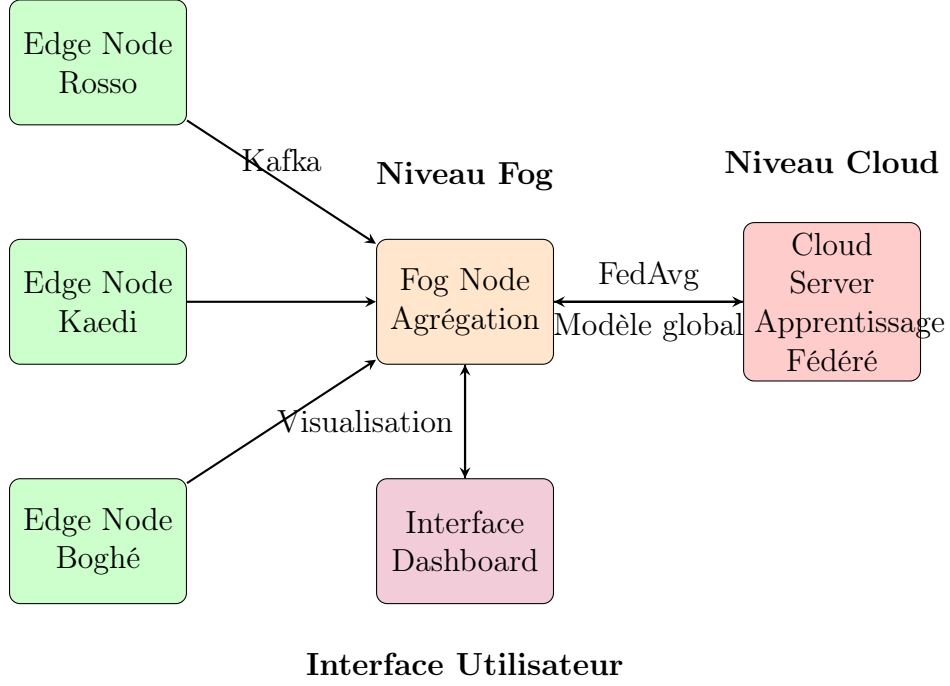 Edge Node
Rosso
Kafka
Niveau Fog
Niveau Cloud
Edge Node
Kaedi
Fog Node
Agrégation
FedAvg
Modèle global
Cloud
Server
Apprentissage
Fédéré
Visualisation
Edge Node
Boghé
Interface
Dashboard
Interface Utilisateur